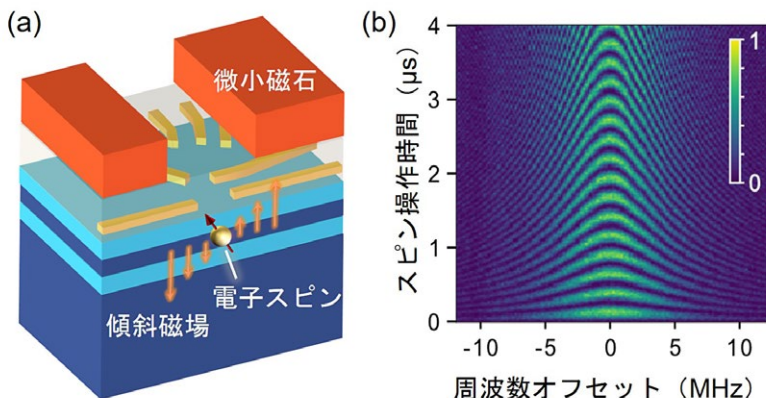 (a)
微小磁石
電子スピン
傾斜磁場
(b)
スピン操作時間（μs）
4
3
2
1
0
1
0
-10 -5 0 5 10
周波数オフセット（MHz）